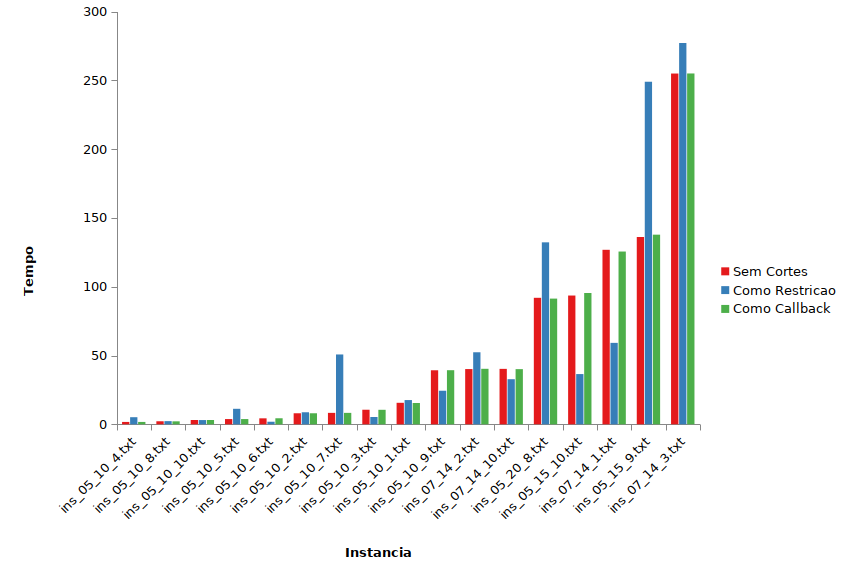 300
250
200
150
100
50
0
Tempo
Sem Cortes
Como Restricao
Como Callback
ins_05_10_4.txt
ins_05_10_8.txt
ins_05_10_10.txt
ins_05_10_5.txt
ins_05_10_6.txt
ins_05_10_2.txt
ins_05_10_7.txt
ins_05_10_3.txt
ins_05_10_1.txt
ins_05_10_9.txt
ins_07_14_2.txt
ins_07_14_10.txt
ins_05_20_8.txt
ins_05_15_10.txt
ins_07_14_1.txt
ins_05_15_9.txt
ins_07_14_3.txt
Instancia